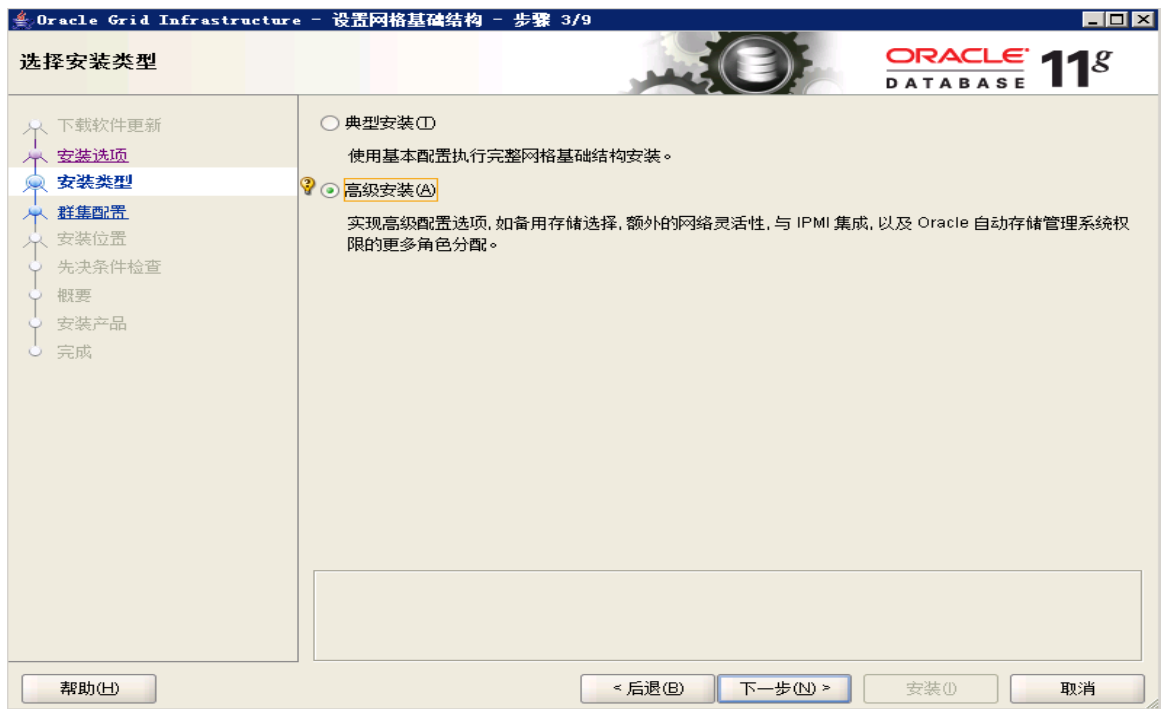 Oracle Grid Infrastructure - 设置网格基础结构 - 步骤 3/9
选择安装类型
ORACLE
DATABASE
11g
下载软件更新
安装选项
安装类型
群集配置
安装位置
先决条件检查
概要
安装产品
完成
典型安装(T)
使用基本配置执行完整网格基础结构安装。
高级安装(A)
实现高级配置选项, 如备用存储选择, 额外的网络灵活性, 与 IPMI 集成, 以及 Oracle 自动存储管理系统权
限的更多角色分配。
帮助(H)
< 后退(B)
下一步(N) >
安装(I)
取消